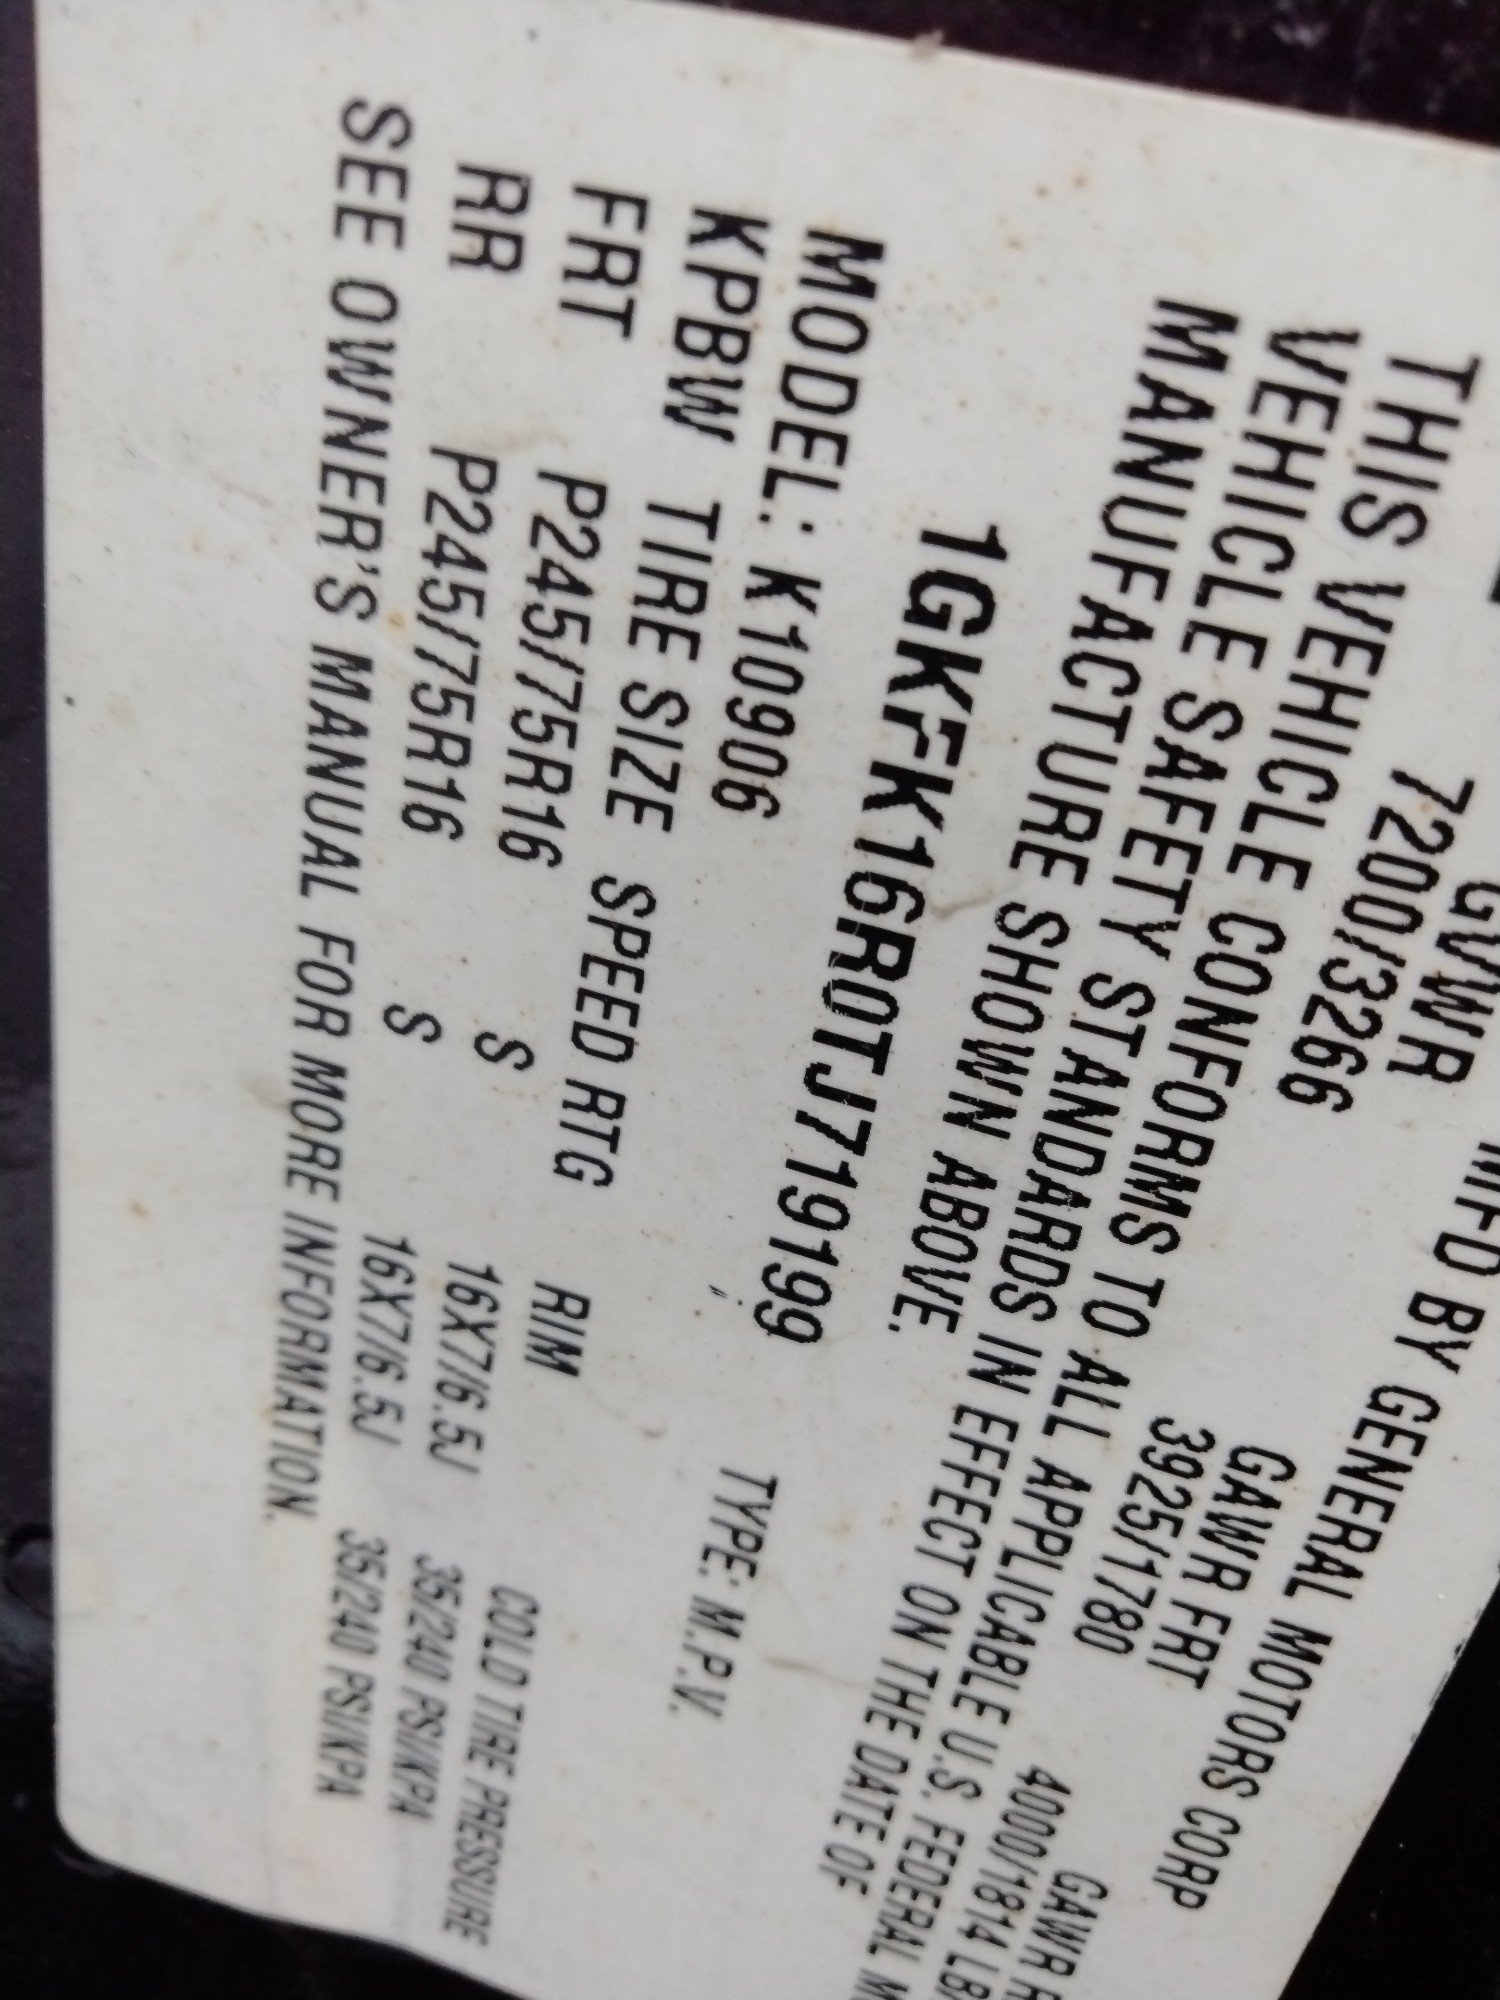 MFD BY GENERAL MOTORS CORP
GVWR GAWR FRT GAWR
7200/3266 3925/1780 4000/1814
THIS VEHICLE CONFORMS TO ALL APPLICABLE U.S. FEDERAL
VEHICLE SAFETY STANDARDS IN EFFECT ON THE DATE OF
MANUFACTURE SHOWN ABOVE.
1GKFK16R0TJ719199
MODEL: K10906 TYPE: M.P.V.
KPBW TIRE SIZE SPEED RTG RIM COLD TIRE PRESSURE
FRT P245/75R16 S 16X7/6.5J 35/240 PSI/KPA
RR P245/75R16 S 16X7/6.5J 35/240 PSI/KPA
SEE OWNER'S MANUAL FOR MORE INFORMATION.